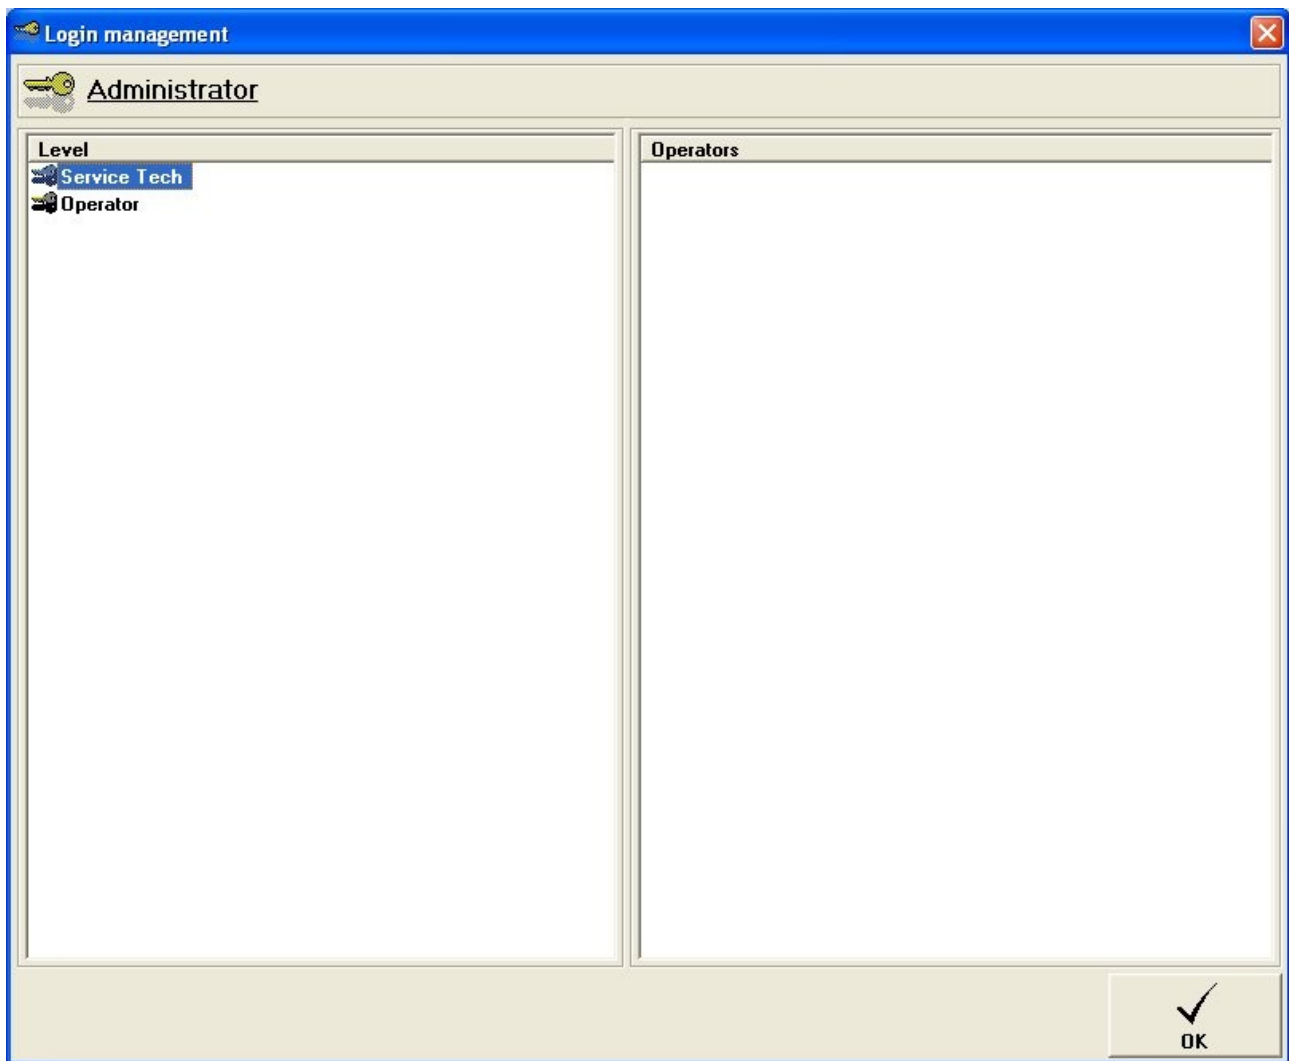 Login management
Administrator
Level
Service Tech
Operator
Operators
OK